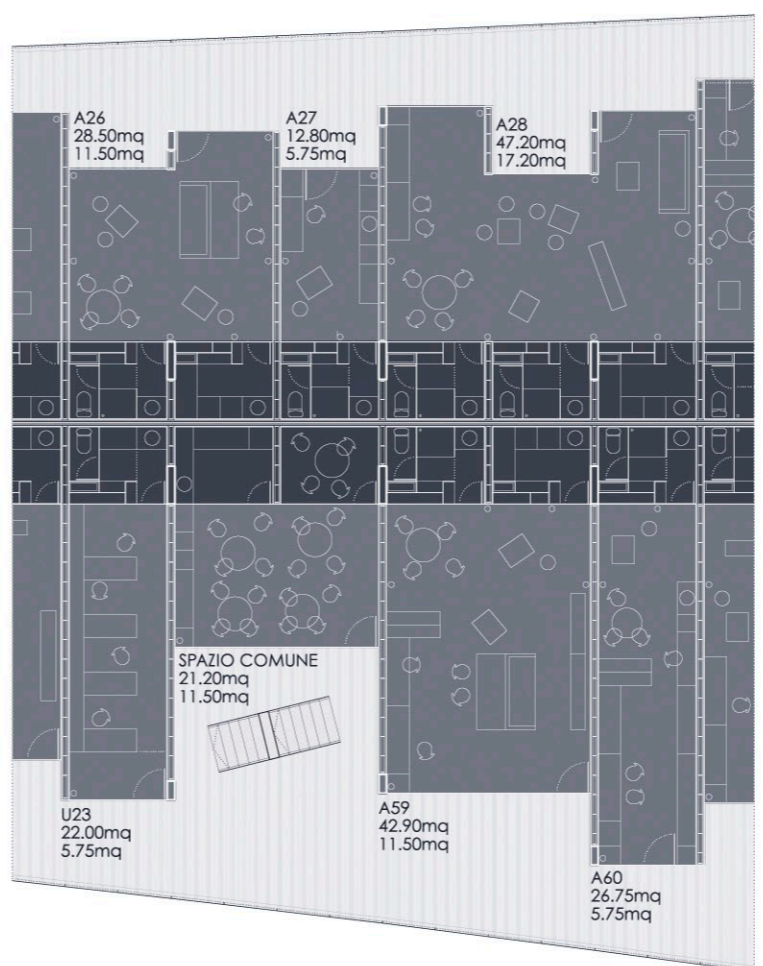 A26
28.50mq
11.50mq
A27
12.80mq
5.75mq
A28
47.20mq
17.20mq
SPAZIO COMUNE
21.20mq
11.50mq
U23
22.00mq
5.75mq
A59
42.90mq
11.50mq
A60
26.75mq
5.75mq